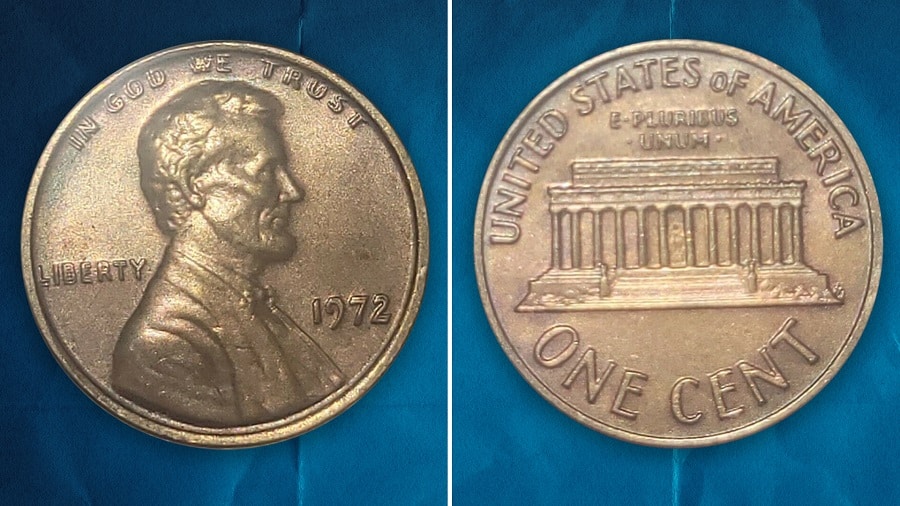 IN GOD WE TRUST
LIBERTY
1972
UNITED STATES OF AMERICA
E·PLURIBUS
·UNUM·
ONE CENT